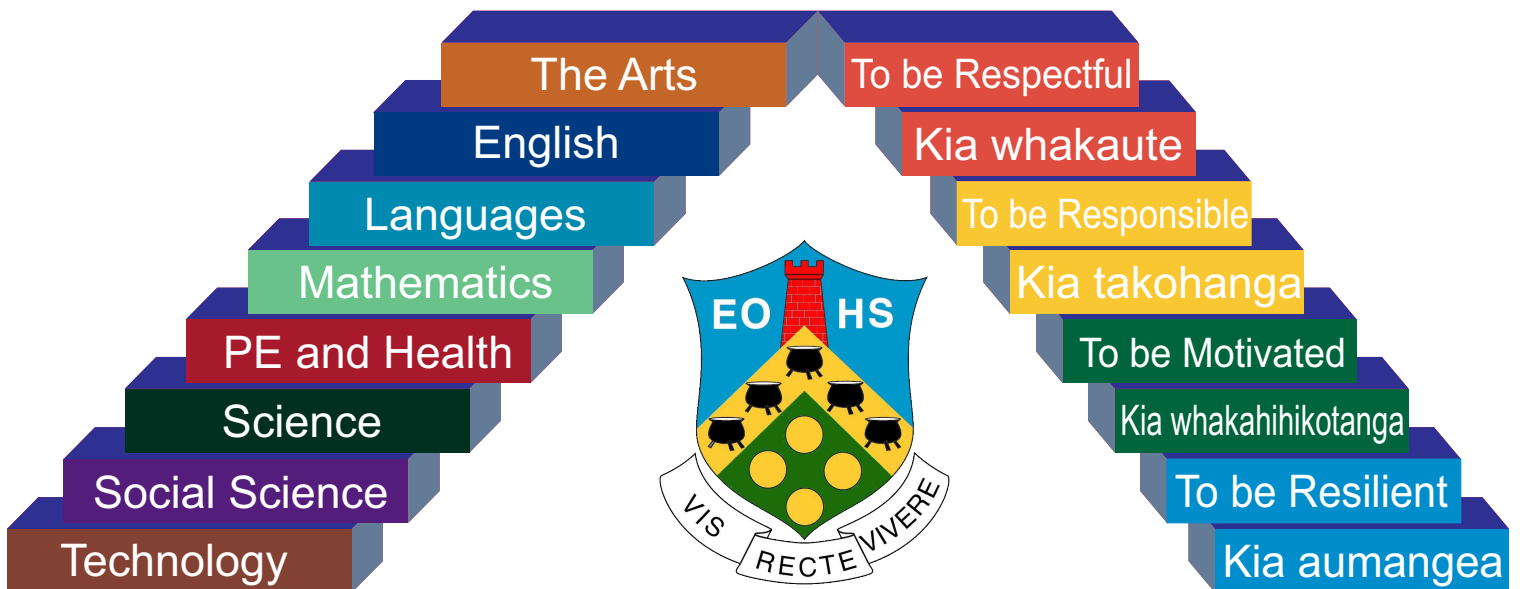 The Arts
English
Languages
Mathematics
PE and Health
Science
Social Science
Technology
To be Respectful
Kia whakaute
To be Responsible
Kia takohanga
To be Motivated
Kia whakahihikotanga
To be Resilient
Kia aumangea
EO HS
VIS RECTE VIVERE